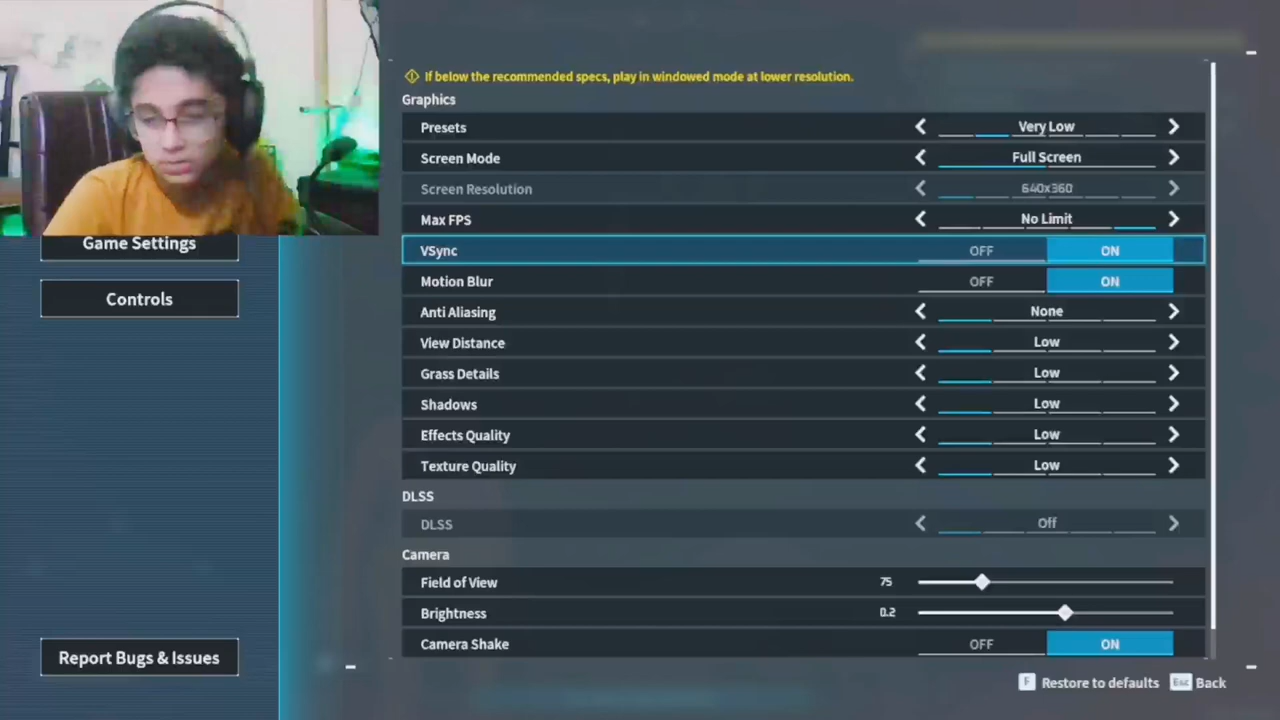 If below the recommended specs, play in windowed mode at lower resolution.
Graphics
Presets Very Low
Screen Mode Full Screen
Screen Resolution 640x360
Max FPS No Limit
Game Settings
VSync OFF ON
Motion Blur OFF ON
Controls
Anti Aliasing None
View Distance Low
Grass Details Low
Shadows Low
Effects Quality Low
Texture Quality Low
DLSS
DLSS Off
Camera
Field of View 75
Brightness 0.2
Camera Shake OFF ON
Report Bugs & Issues
F Restore to defaults Esc Back